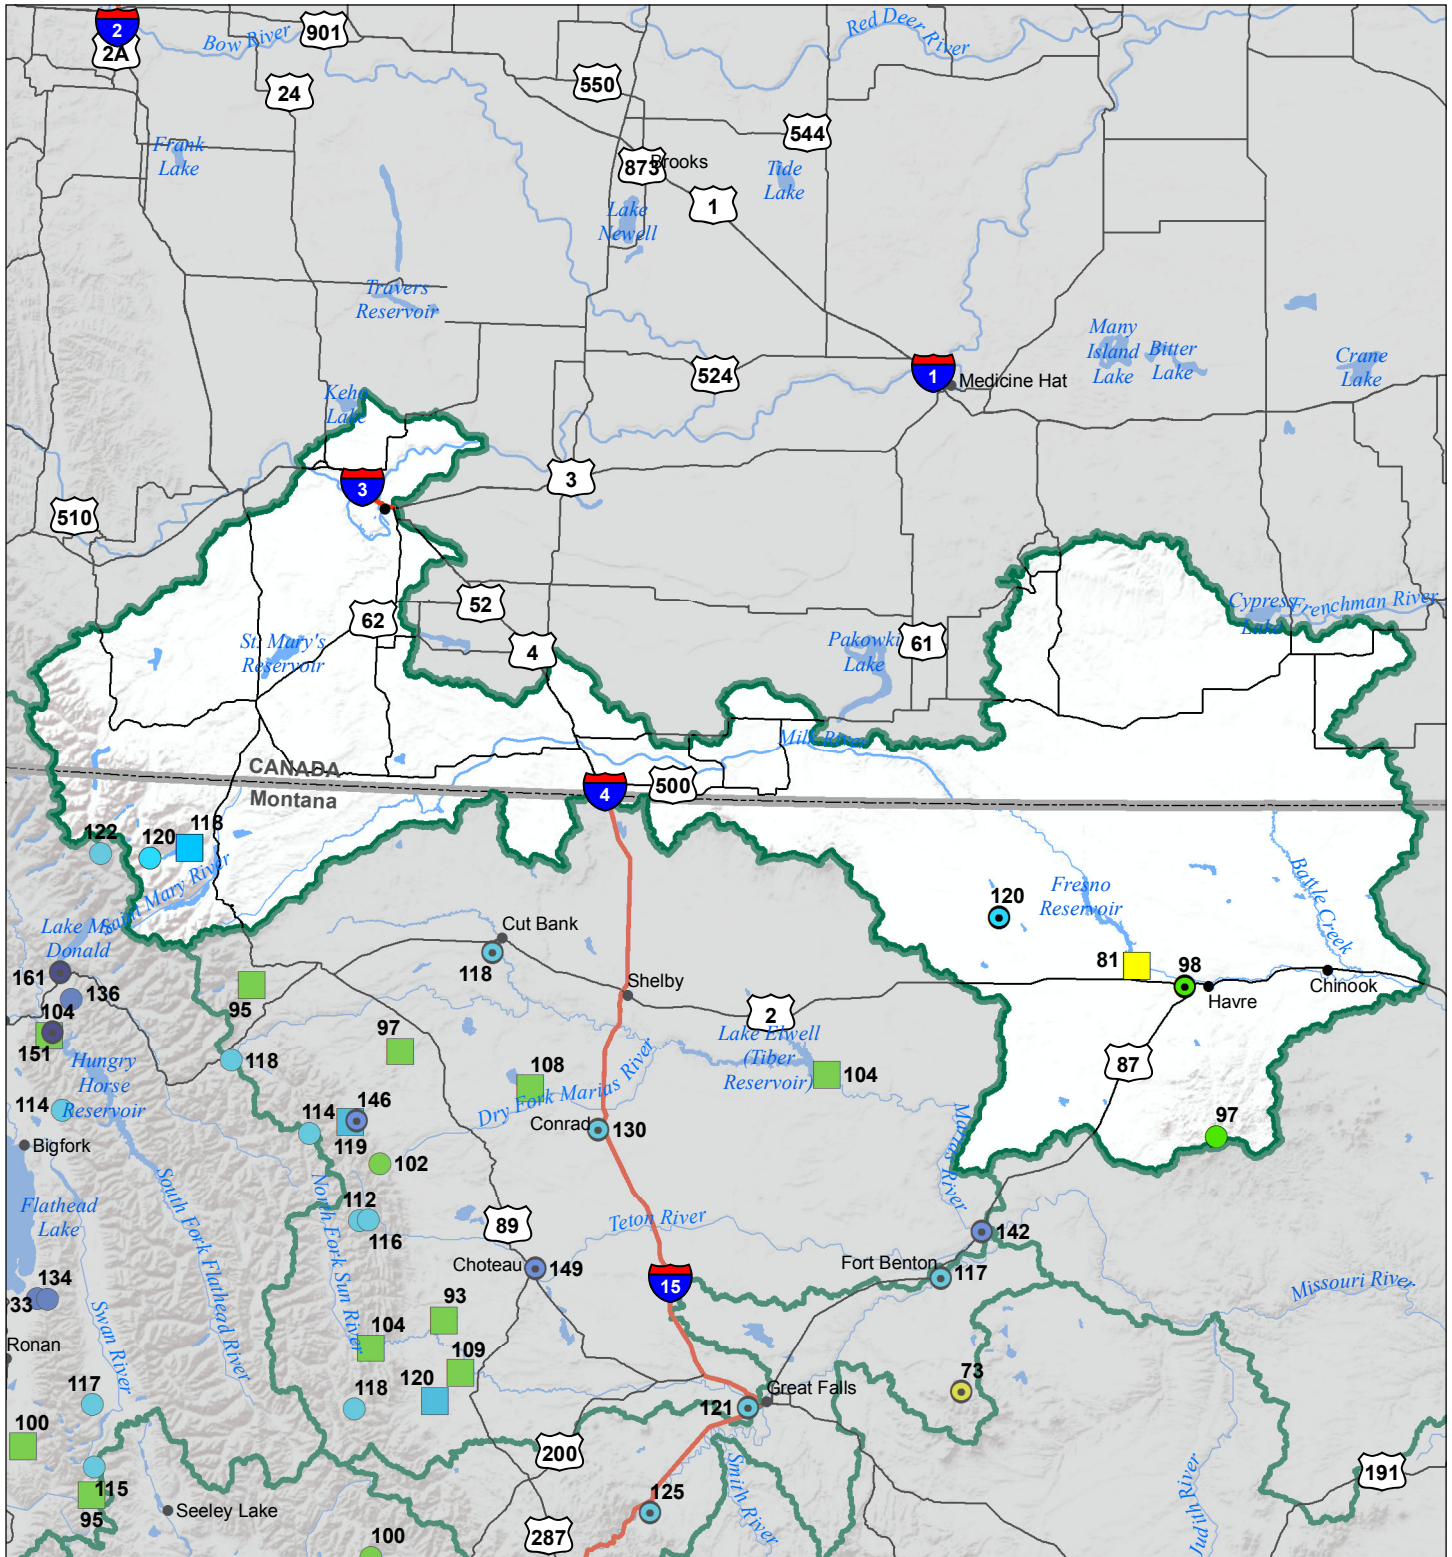 2
2A
Bow River
901
Red Deer
River
24
550
544
Frank
Lake
873
Brooks
Tide
Lake
1
Lake
Newell
Travers
Reservoir
Many
Island
Lake
Bitter
Lake
Crane
Lake
524
1
Medicine Hat
Keho
Lake
3
3
510
52
62
4
61
Cypress
Lake
Frenchman River
St. Mary's
Reservoir
Pakowki
Lake
Milk River
CANADA
Montana
4
500
122
120
118
Saint Mary River
Fresno
Reservoir
120
Battle Creek
Lake Mc
Donald
Cut Bank
118
81
98
Havre
Chinook
161
136
95
Shelby
2
104
151
97
Lake Elwell
(Tiber
Reservoir)
104
87
Hungry
Horse
Reservoir
118
108
Dry Fork Marias River
Conrad
130
114
146
114
119
97
Bigfork
102
Marias River
South Fork Flathead River
North Fork Sun River
112
116
Flathead
Lake
89
Teton River
142
Choteau
149
Fort Benton
117
15
Missouri River
134
33
Swan River
93
104
109
Ronan
117
118
120
73
Great Falls
121
100
200
191
115
95
Seeley Lake
125
Smith River
Judith River
287
100